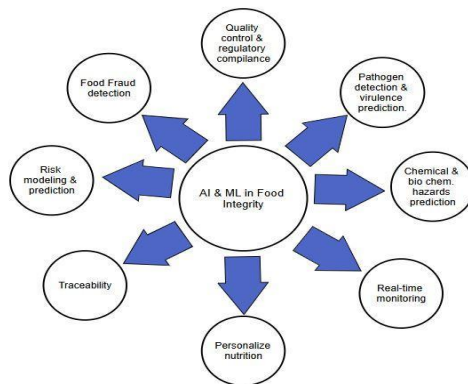 Quality
control &
regulatory
compilance
Food Fraud
detection
Pathogen
detection &
virulence
prediction.
Risk
modeling &
prediction
AI & ML in Food
Integrity
Chemical &
bio chem.
hazards
prediction
Traceability
Real-time
monitoring
Personalize
nutrition